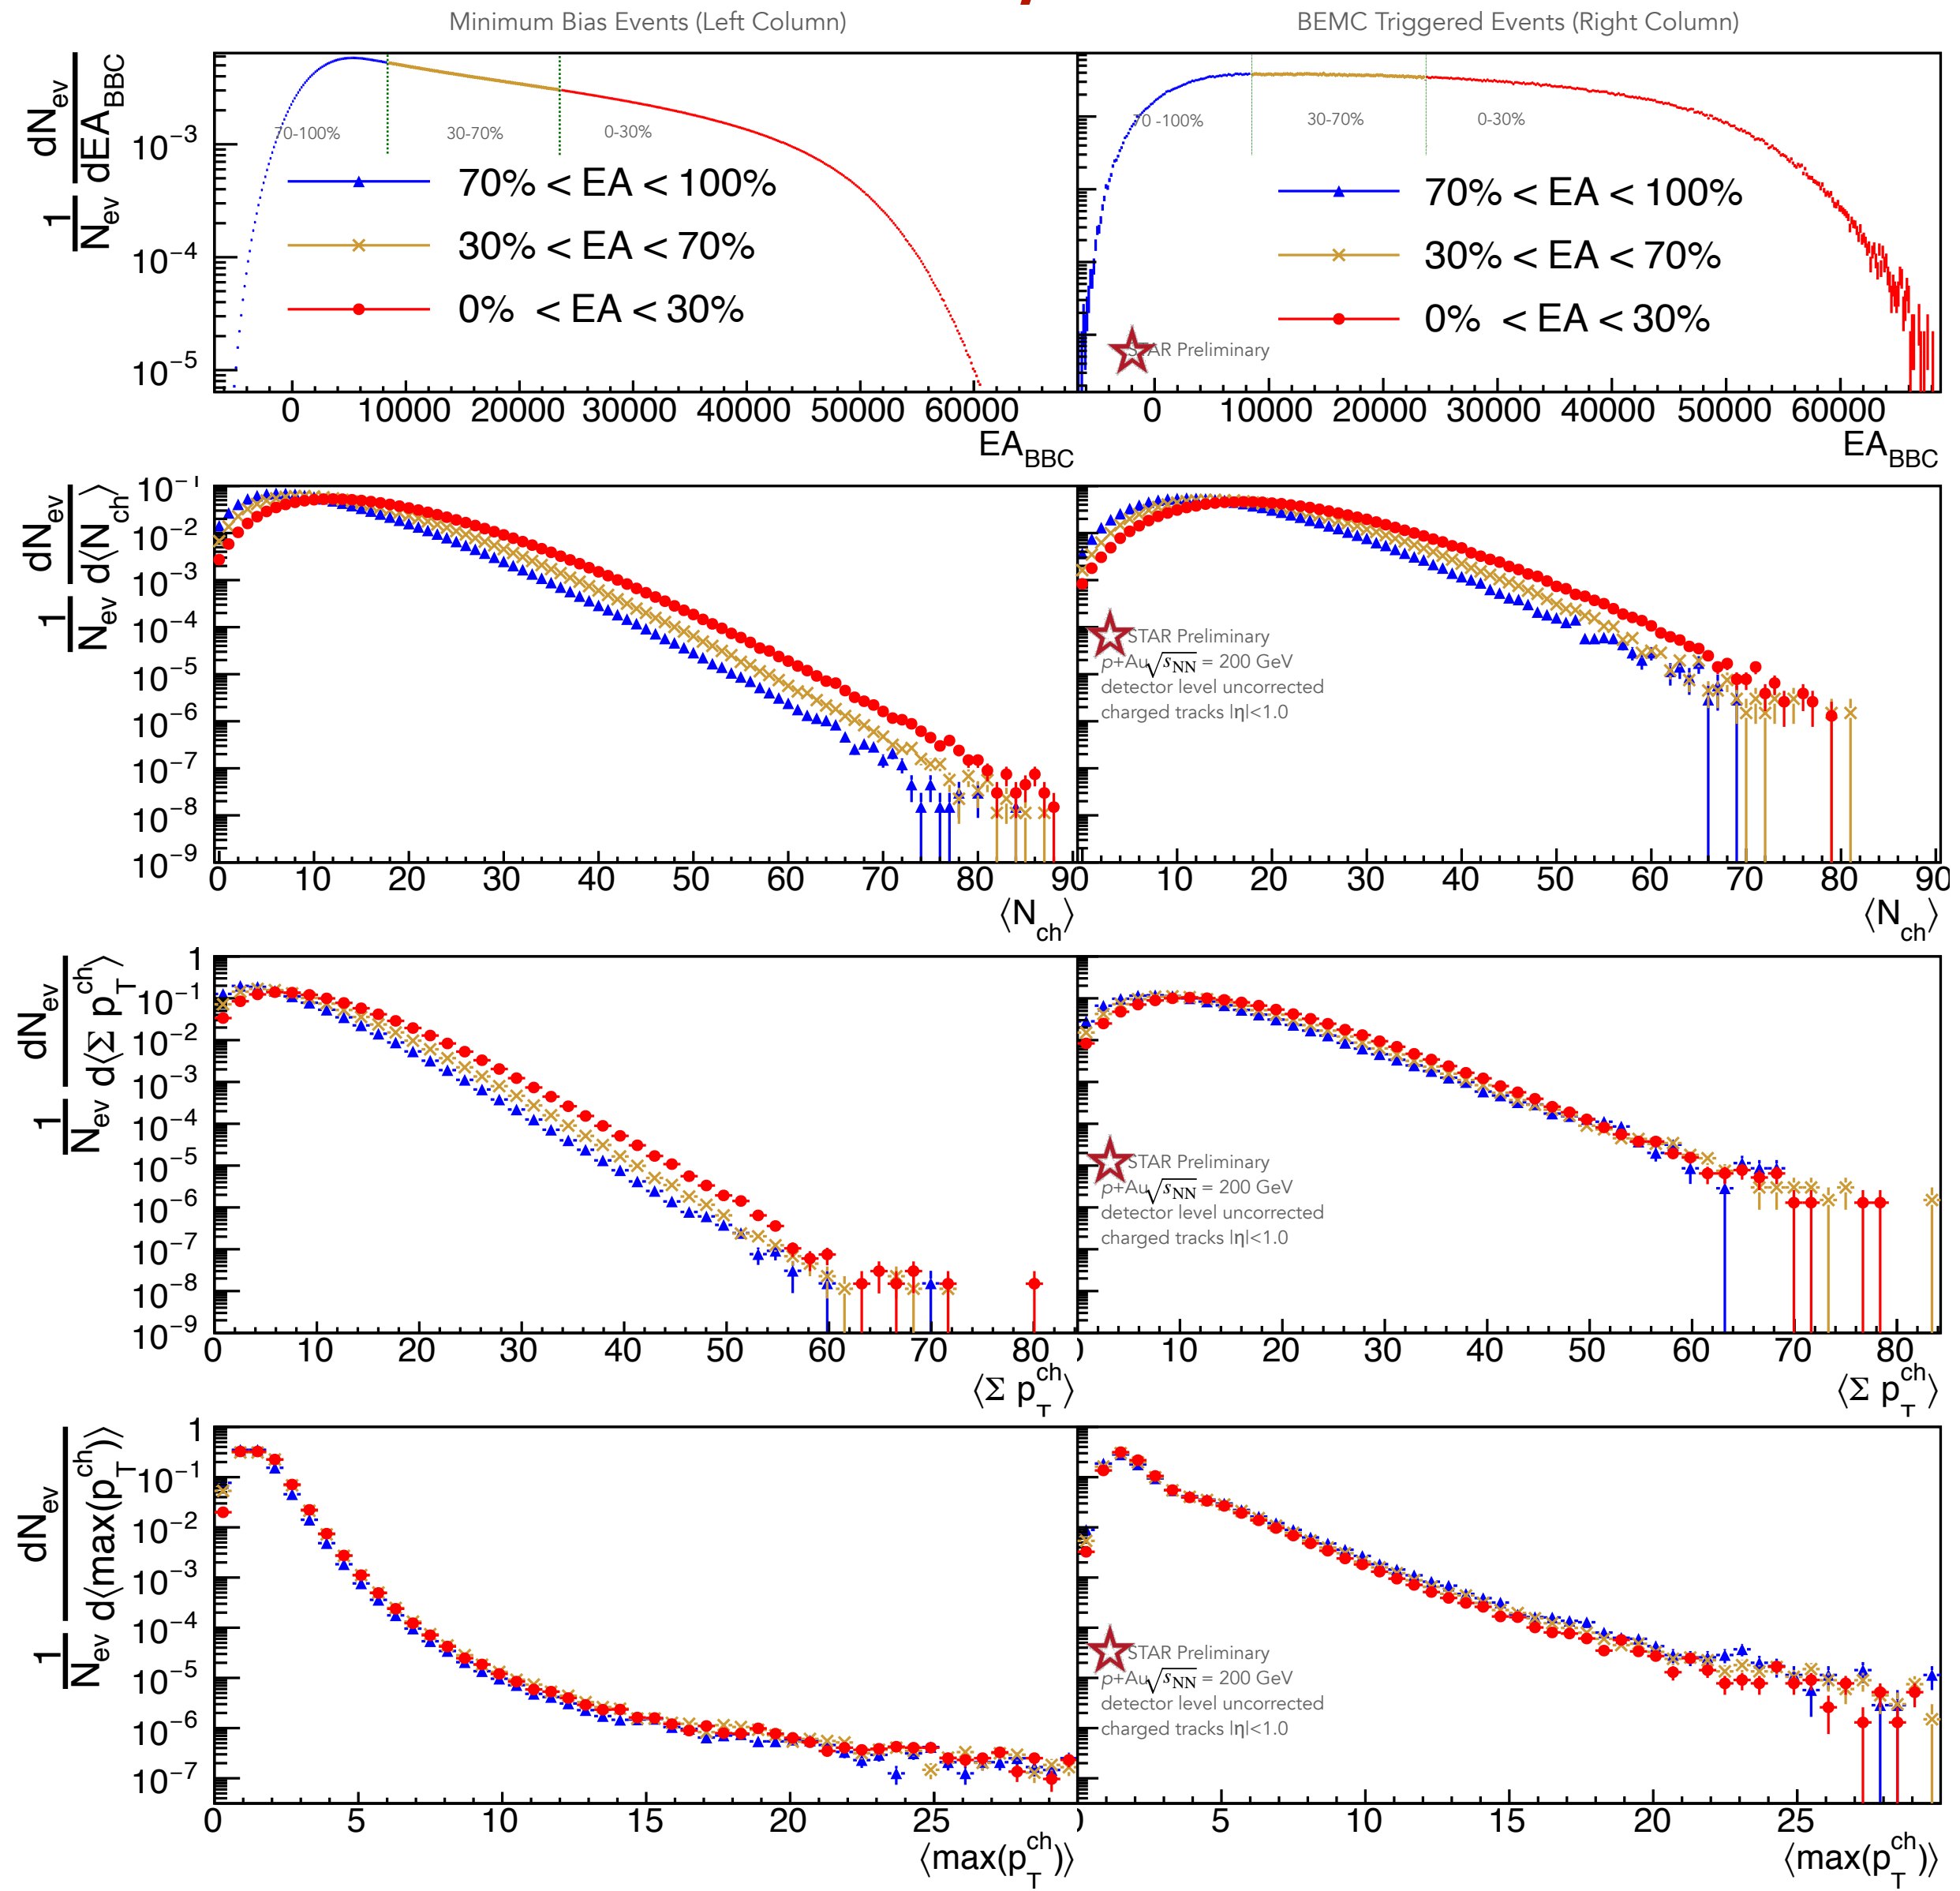 Minimum Bias Events (Left Column)
BEMC Triggered Events (Right Column)
1/N_ev dN_ev/dEA_BBC
10^−3
10^−4
10^−5
70-100%
30-70%
0-30%
70% < EA < 100%
30% < EA < 70%
0% < EA < 30%
0 10000 20000 30000 40000 50000 60000
EA_BBC
70 -100%
30-70%
0-30%
70% < EA < 100%
30% < EA < 70%
0% < EA < 30%
STAR Preliminary
0 10000 20000 30000 40000 50000 60000
EA_BBC
1/N_ev dN_ev/d⟨N_ch⟩
10^−1
10^−2
10^−3
10^−4
10^−5
10^−6
10^−7
10^−8
10^−9
0 10 20 30 40 50 60 70 80 90
⟨N_ch⟩
STAR Preliminary
p+Au √s_NN = 200 GeV
detector level uncorrected
charged tracks |η|<1.0
10 20 30 40 50 60 70 80 90
⟨N_ch⟩
1/N_ev dN_ev/d⟨Σ p_T^ch⟩
1
10^−1
10^−2
10^−3
10^−4
10^−5
10^−6
10^−7
10^−8
10^−9
0 10 20 30 40 50 60 70 80
⟨Σ p_T^ch⟩
STAR Preliminary
p+Au √s_NN = 200 GeV
detector level uncorrected
charged tracks |η|<1.0
0 10 20 30 40 50 60 70 80
⟨Σ p_T^ch⟩
1/N_ev dN_ev/d⟨max(p_T^ch)⟩
1
10^−1
10^−2
10^−3
10^−4
10^−5
10^−6
10^−7
0 5 10 15 20 25
⟨max(p_T^ch)⟩
STAR Preliminary
p+Au √s_NN = 200 GeV
detector level uncorrected
charged tracks |η|<1.0
0 5 10 15 20 25
⟨max(p_T^ch)⟩